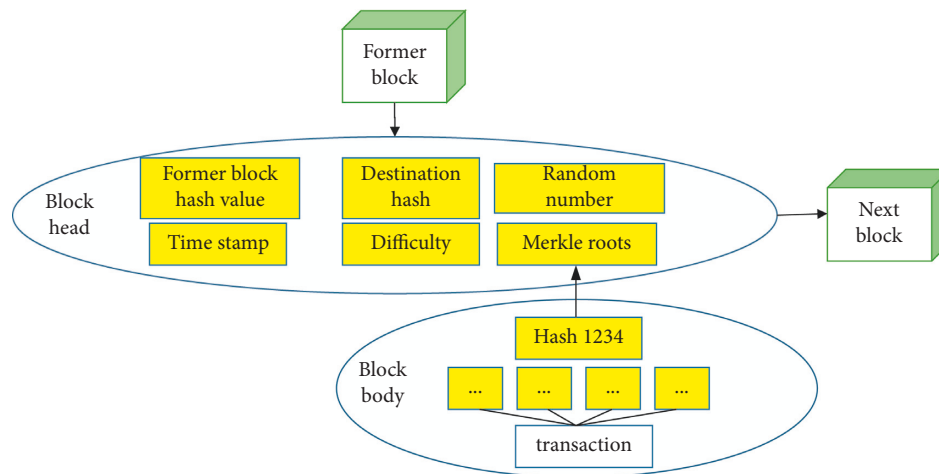 Former
block
Block
head
Former block
hash value
Destination
hash
Random
number
Time stamp
Difficulty
Merkle roots
Next
block
Block
body
Hash 1234
...
...
...
...
transaction